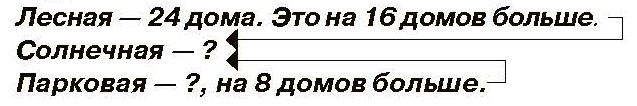 Лесная — 24 дома. Это на 16 домов больше.
Солнечная — ?
Парковая — ?, на 8 домов больше.